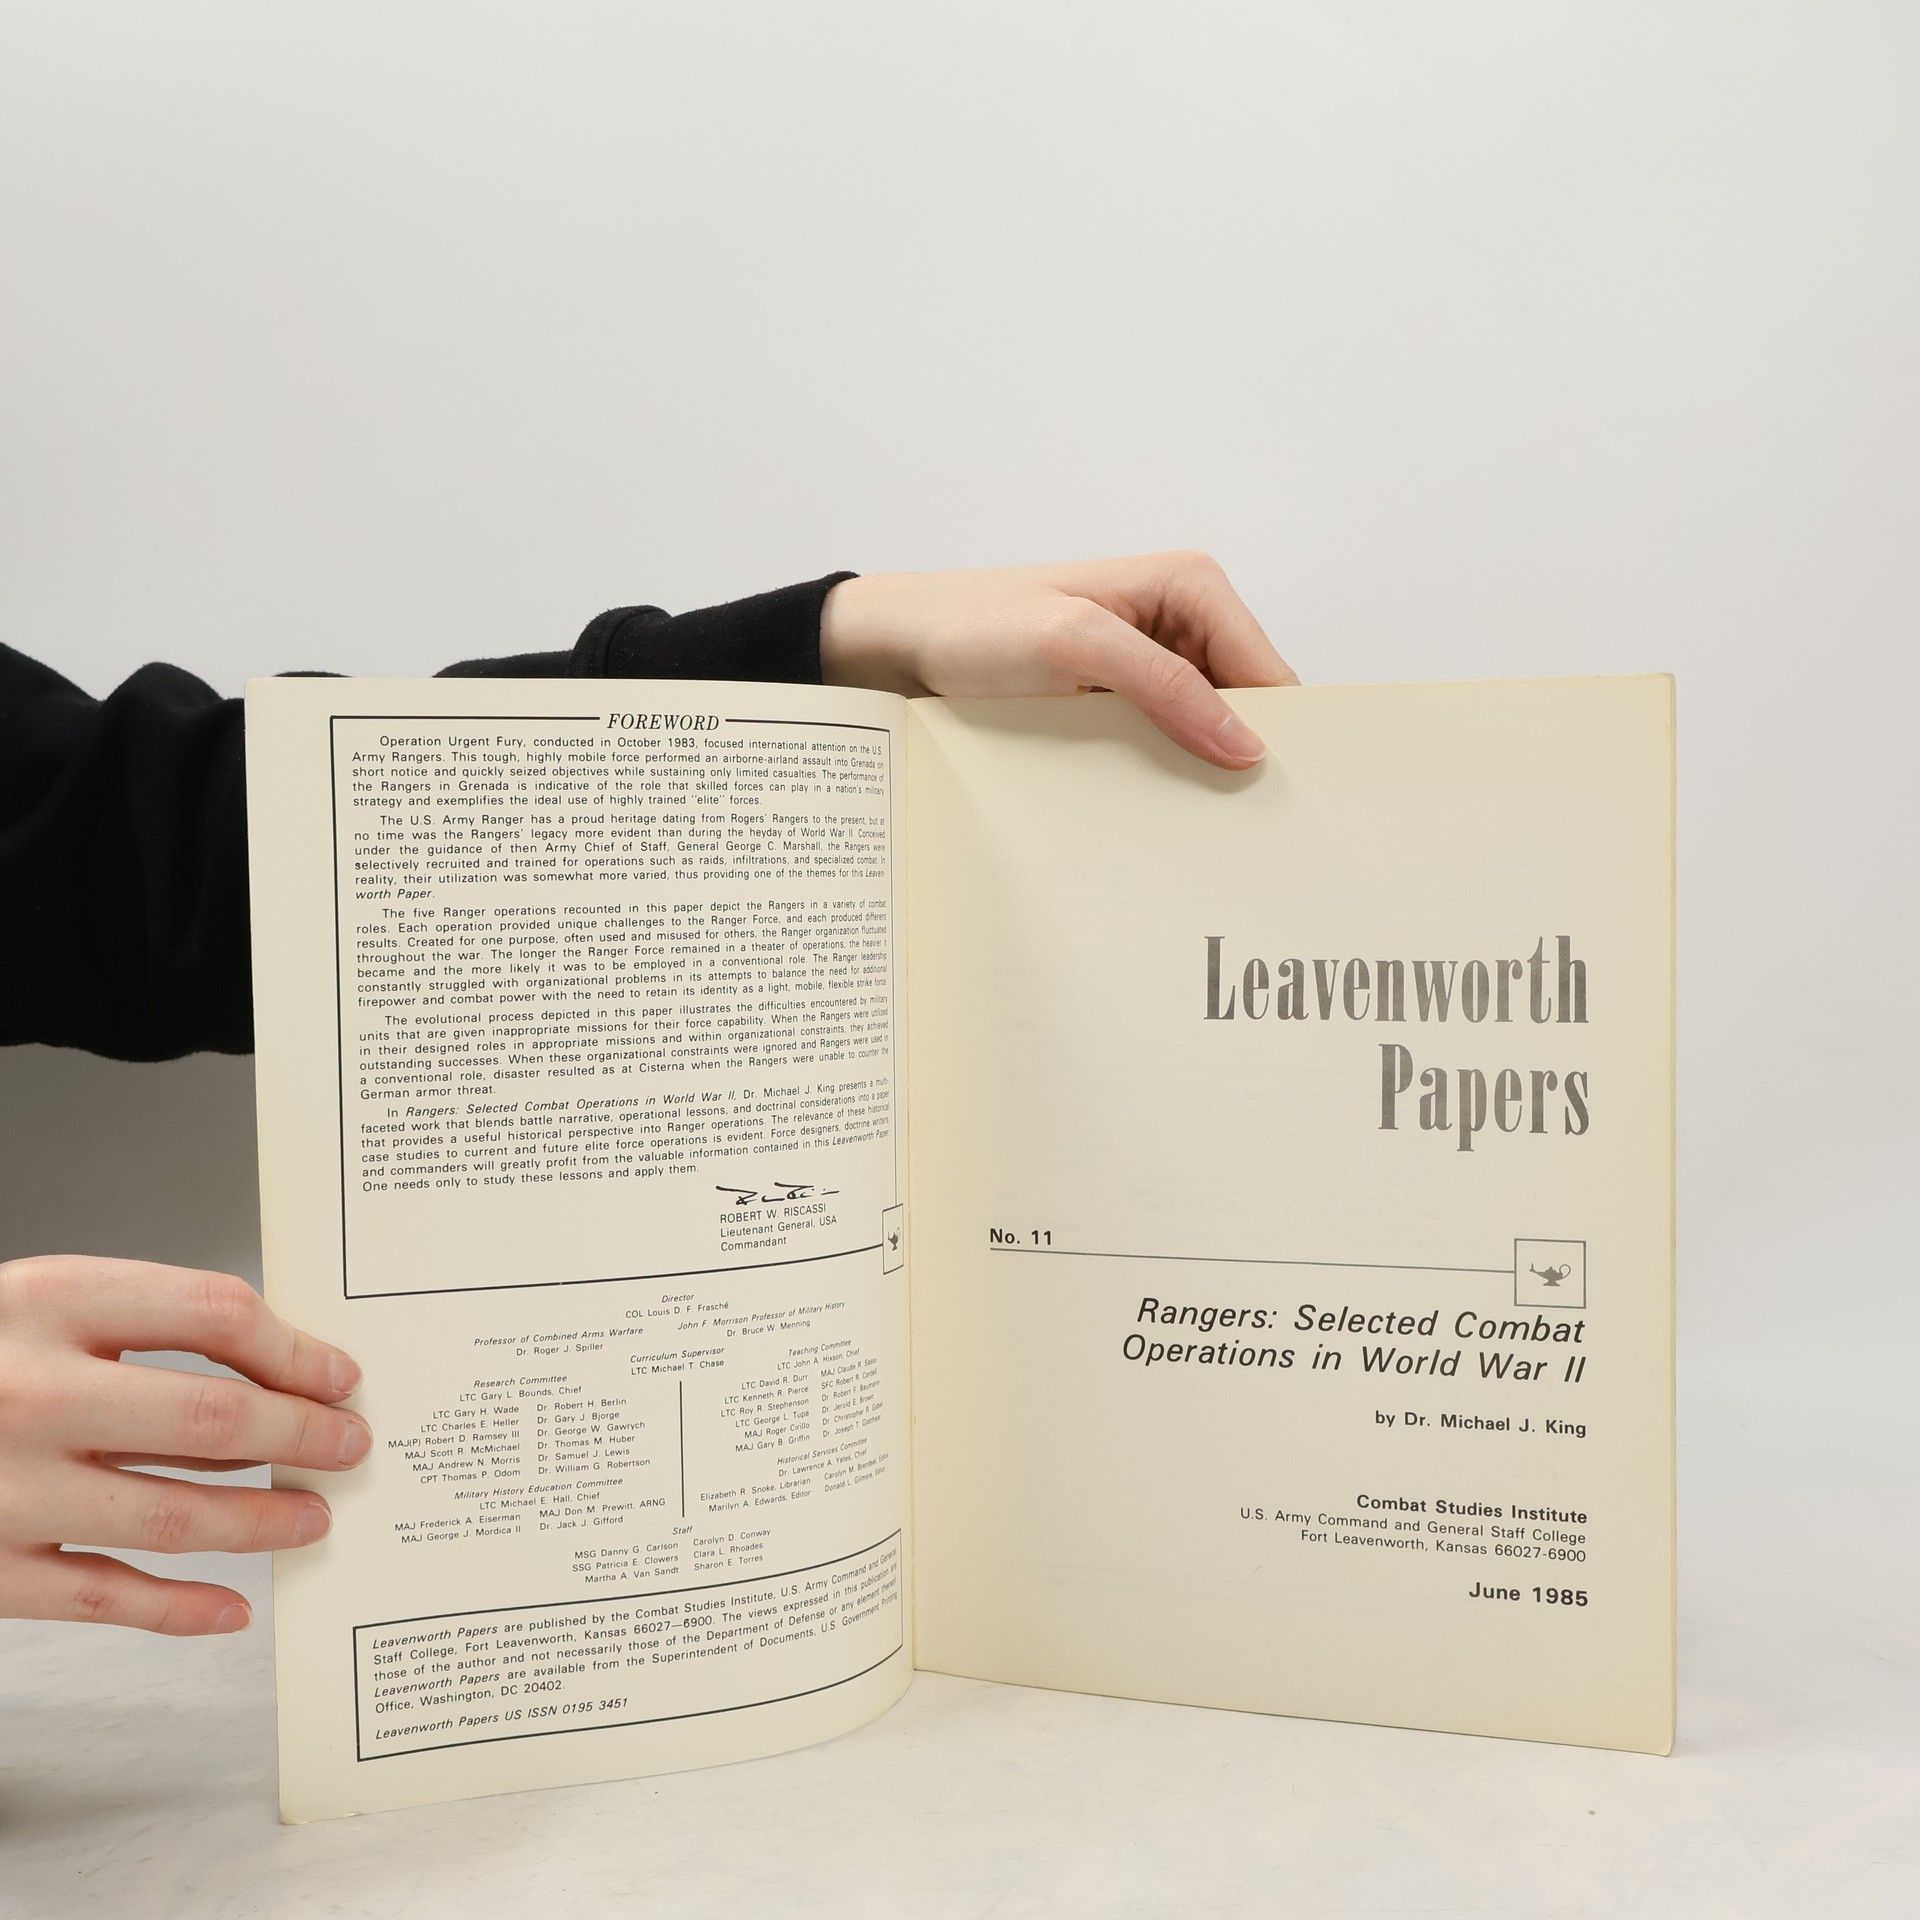 FOREWORD
Operation Urgent Fury, conducted in October 1983, focused international attention on the U.S.
Army Rangers. This tough, highly mobile force performed an airborne-airland assault into Grenada on
short notice and quickly seized objectives while sustaining only limited casualties. The performance of
the Rangers in Grenada is indicative of the role that skilled forces can play in a nation's military
strategy and exemplifies the ideal use of highly trained "elite" forces.
The U.S. Army Ranger has a proud heritage dating from Rogers' Rangers to the present, but at
no time was the Rangers' legacy more evident than during the heyday of World War II. Conceived
under the guidance of then Army Chief of Staff, General George C. Marshall, the Rangers were
selectively recruited and trained for operations such as raids, infiltrations, and specialized combat. In
reality, their utilization was somewhat more varied, thus providing one of the themes for this Leaven-
worth Paper.
The five Ranger operations recounted in this paper depict the Rangers in a variety of combat
roles. Each operation provided unique challenges to the Ranger Force, and each produced different
results. Created for one purpose, often used and misused for others, the Ranger organization fluctuated
throughout the war. The longer the Ranger Force remained in a theater of operations, the heavier it
became and the more likely it was to be employed in a conventional role. The Ranger leadership
constantly struggled with organizational problems in its attempts to balance the need for additional
firepower and combat power with the need to retain its identity as a light, mobile, flexible strike force.
The evolutional process depicted in this paper illustrates the difficulties encountered by military
units that are given inappropriate missions for their force capability. When the Rangers were utilized
in their designed roles in appropriate missions and within organizational constraints, they achieved
outstanding successes. When these organizational constraints were ignored and Rangers were used in
a conventional role, disaster resulted as at Cisterna when the Rangers were unable to counter the
German armor threat.
In Rangers: Selected Combat Operations in World War II, Dr. Michael J. King presents a multi-
faceted work that blends battle narrative, operational lessons, and doctrinal considerations into a paper
that provides a useful historical perspective into Ranger operations. The relevance of these historical
case studies to current and future elite force operations is evident. Force designers, doctrine writers,
and commanders will greatly profit from the valuable information contained in this Leavenworth Paper.
One needs only to study these lessons and apply them.
ROBERT W. RISCASSI
Lieutenant General, USA
Commandant
Director
COL Louis D. F. Frasché
Professor of Combined Arms Warfare
Dr. Roger J. Spiller
John F. Morrison Professor of Military History
Dr. Bruce W. Menning
Curriculum Supervisor
LTC Michael T. Chase
Research Committee
LTC Gary L. Bounds, Chief
LTC Gary H. Wade Dr. Robert H. Berlin
LTC Charles E. Heller Dr. Gary J. Bjorge
MAJ(P) Robert D. Ramsey III Dr. George W. Gawrych
MAJ Scott R. McMichael Dr. Thomas M. Huber
MAJ Andrew N. Morris Dr. Samuel J. Lewis
CPT Thomas P. Odom Dr. William G. Robertson
Military History Education Committee
LTC Michael E. Hall, Chief
MAJ Frederick A. Eiserman MAJ Don M. Prewitt, ARNG
MAJ George J. Mordica II Dr. Jack J. Gifford
Teaching Committee
LTC John A. Hixson, Chief
LTC David R. Durr MAJ Claude R. Sasso
LTC Kenneth R. Pierce SFC Robert R. Cordell
LTC Roy R. Stephenson Dr. Robert F. Baumann
LTC George L. Tupa Dr. Jerold E. Brown
MAJ Roger Cirillo Dr. Christopher R. Gabel
MAJ Gary B. Griffin Dr. Joseph T. Glatthaar
Historical Services Committee
Dr. Lawrence A. Yates, Chief
Elizabeth R. Snoke, Librarian Carolyn M. Brendsel, Editor
Marilyn A. Edwards, Editor Donald L. Gilmore, Editor
Staff
MSG Danny G. Carlson Carolyn D. Conway
SSG Patricia E. Clowers Clara L. Rhoades
Martha A. Van Sandt Sharon E. Torres
Leavenworth Papers are published by the Combat Studies Institute, U.S. Army Command and General
Staff College, Fort Leavenworth, Kansas 66027—6900. The views expressed in this publication are
those of the author and not necessarily those of the Department of Defense or any element thereof.
Leavenworth Papers are available from the Superintendent of Documents, U.S. Government Printing
Office, Washington, DC 20402.
Leavenworth Papers US ISSN 0195 3451
Leavenworth
Papers
No. 11
Rangers: Selected Combat
Operations in World War II
by Dr. Michael J. King
Combat Studies Institute
U.S. Army Command and General Staff College
Fort Leavenworth, Kansas 66027-6900
June 1985